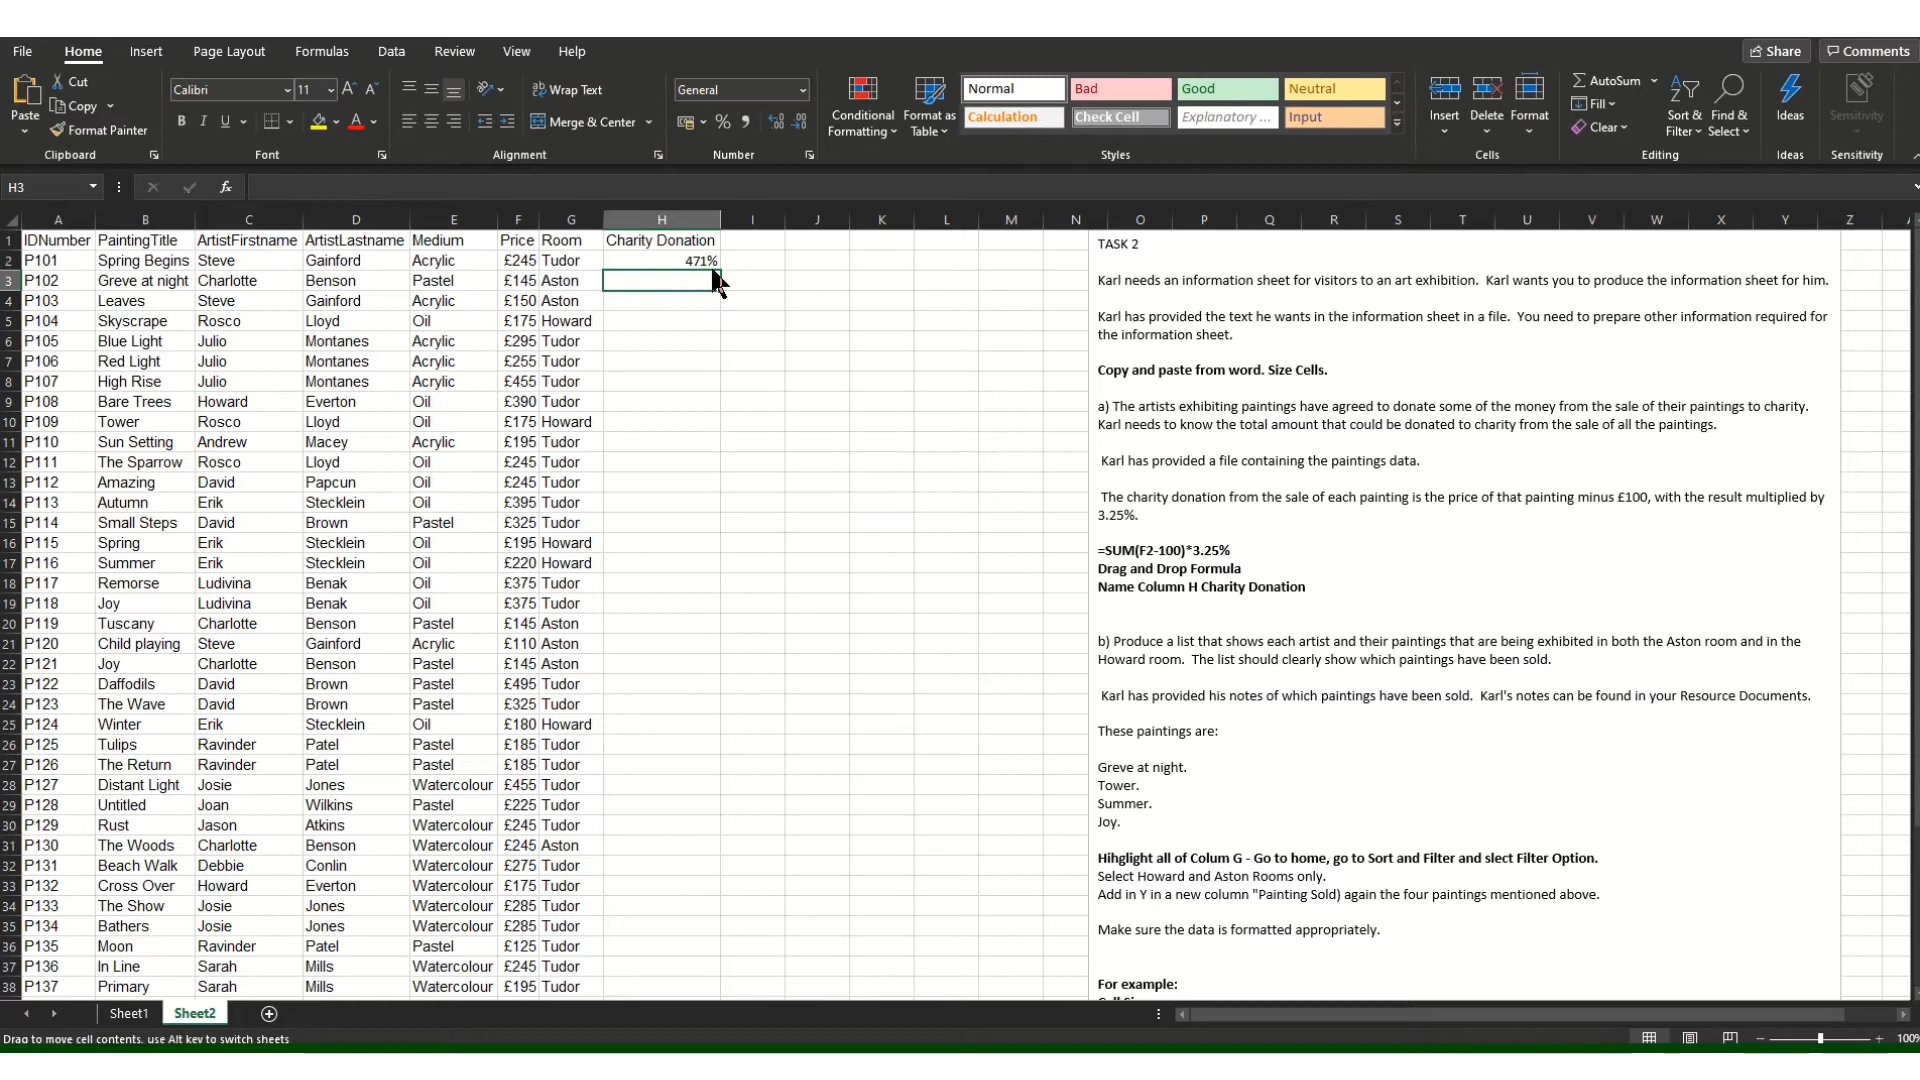 File Home Insert Page Layout Formulas Data Review View Help Share Comments
Cut Calibri 11 Wrap Text General Normal Bad Good Neutral AutoSum
Copy Fill
Paste Format Painter Merge & Center Conditional Formatting Format as Table Calculation Check Cell Explanatory ... Input Insert Delete Format Clear Sort & Filter Find & Select Ideas Sensitivity
Clipboard Font Alignment Number Styles Cells Editing Ideas Sensitivity
H3 fx
A B C D E F G H I J K L M N O P Q R S T U V W X Y Z
1 IDNumber PaintingTitle ArtistFirstname ArtistLastname Medium Price Room Charity Donation
2 P101 Spring Begins Steve Gainford Acrylic £245 Tudor 471%
3 P102 Greve at night Charlotte Benson Pastel £145 Aston
4 P103 Leaves Steve Gainford Acrylic £150 Aston
5 P104 Skyscrape Rosco Lloyd Oil £175 Howard
6 P105 Blue Light Julio Montanes Acrylic £295 Tudor
7 P106 Red Light Julio Montanes Acrylic £255 Tudor
8 P107 High Rise Julio Montanes Acrylic £455 Tudor
9 P108 Bare Trees Howard Everton Oil £390 Tudor
10 P109 Tower Rosco Lloyd Oil £175 Howard
11 P110 Sun Setting Andrew Macey Acrylic £195 Tudor
12 P111 The Sparrow Rosco Lloyd Oil £245 Tudor
13 P112 Amazing David Papcun Oil £245 Tudor
14 P113 Autumn Erik Stecklein Oil £395 Tudor
15 P114 Small Steps David Brown Pastel £325 Tudor
16 P115 Spring Erik Stecklein Oil £195 Howard
17 P116 Summer Erik Stecklein Oil £220 Howard
18 P117 Remorse Ludivina Benak Oil £375 Tudor
19 P118 Joy Ludivina Benak Oil £375 Tudor
20 P119 Tuscany Charlotte Benson Pastel £145 Aston
21 P120 Child playing Steve Gainford Acrylic £110 Aston
22 P121 Joy Charlotte Benson Pastel £145 Aston
23 P122 Daffodils David Brown Pastel £495 Tudor
24 P123 The Wave David Brown Pastel £325 Tudor
25 P124 Winter Erik Stecklein Oil £180 Howard
26 P125 Tulips Ravinder Patel Pastel £185 Tudor
27 P126 The Return Ravinder Patel Pastel £185 Tudor
28 P127 Distant Light Josie Jones Watercolour £455 Tudor
29 P128 Untitled Joan Wilkins Pastel £225 Tudor
30 P129 Rust Jason Atkins Watercolour £245 Tudor
31 P130 The Woods Charlotte Benson Watercolour £245 Aston
32 P131 Beach Walk Debbie Conlin Watercolour £275 Tudor
33 P132 Cross Over Howard Everton Watercolour £175 Tudor
34 P133 The Show Josie Jones Watercolour £285 Tudor
35 P134 Bathers Josie Jones Watercolour £285 Tudor
36 P135 Moon Ravinder Patel Pastel £125 Tudor
37 P136 In Line Sarah Mills Watercolour £245 Tudor
38 P137 Primary Sarah Mills Watercolour £195 Tudor
TASK 2
Karl needs an information sheet for visitors to an art exhibition. Karl wants you to produce the information sheet for him.
Karl has provided the text he wants in the information sheet in a file. You need to prepare other information required for
the information sheet.
Copy and paste from word. Size Cells.
a) The artists exhibiting paintings have agreed to donate some of the money from the sale of their paintings to charity.
Karl needs to know the total amount that could be donated to charity from the sale of all the paintings.
Karl has provided a file containing the paintings data.
The charity donation from the sale of each painting is the price of that painting minus £100, with the result multiplied by
3.25%.
=SUM(F2-100)*3.25%
Drag and Drop Formula
Name Column H Charity Donation
b) Produce a list that shows each artist and their paintings that are being exhibited in both the Aston room and in the
Howard room. The list should clearly show which paintings have been sold.
Karl has provided his notes of which paintings have been sold. Karl's notes can be found in your Resource Documents.
These paintings are:
Greve at night.
Tower.
Summer.
Joy.
Hihglight all of Colum G - Go to home, go to Sort and Filter and slect Filter Option.
Select Howard and Aston Rooms only.
Add in Y in a new column "Painting Sold) again the four paintings mentioned above.
Make sure the data is formatted appropriately.
For example:
Sheet1 Sheet2
Drag to move cell contents, use Alt key to switch sheets 100%